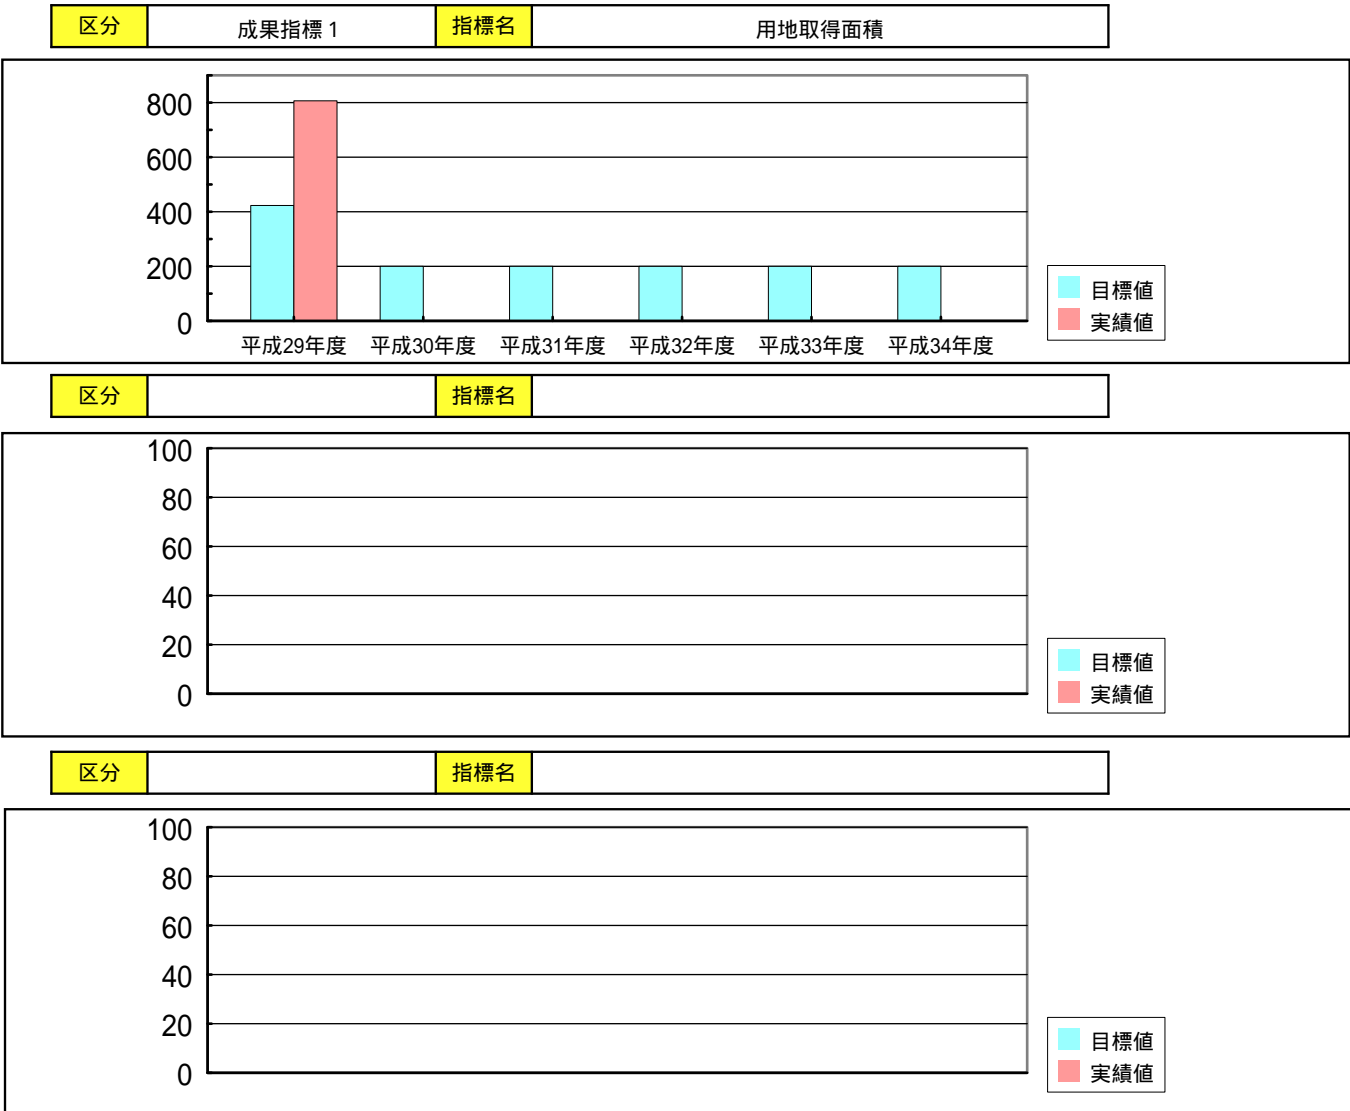 区分 成果指標1 指標名 用地取得面積
800
600
400
200
0
平成29年度 平成30年度 平成31年度 平成32年度 平成33年度 平成34年度
目標値
実績値
区分 指標名
100
80
60
40
20
0
目標値
実績値
区分 指標名
100
80
60
40
20
0
目標値
実績値